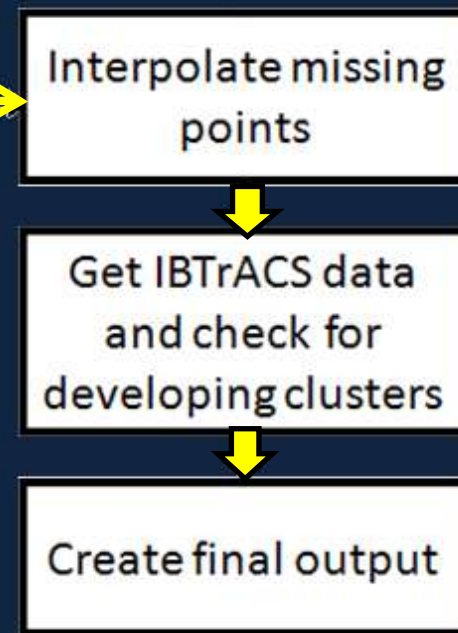 Interpolate missing
points
Get IBTrACS data
and check for
developing clusters
Create final output